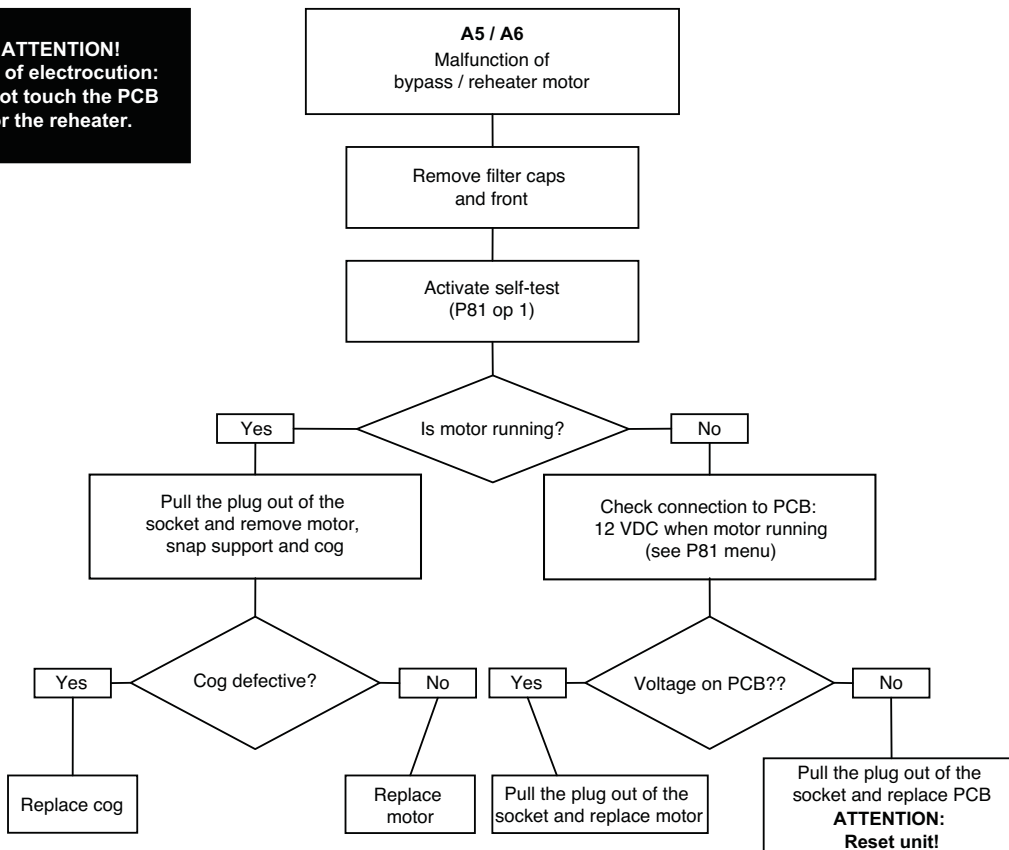 ATTENTION!
of electrocution:
ot touch the PCB
r the reheater.
A5 / A6
Malfunction of
bypass / reheater motor
Remove filter caps
and front
Activate self-test
(P81 op 1)
Is motor running?
Yes
No
Pull the plug out of the
socket and remove motor,
snap support and cog
Check connection to PCB:
12 VDC when motor running
(see P81 menu)
Cog defective?
Yes
No
Voltage on PCB??
Yes
No
Replace cog
Replace
motor
Pull the plug out of the
socket and replace motor
Pull the plug out of the
socket and replace PCB
ATTENTION:
Reset unit!